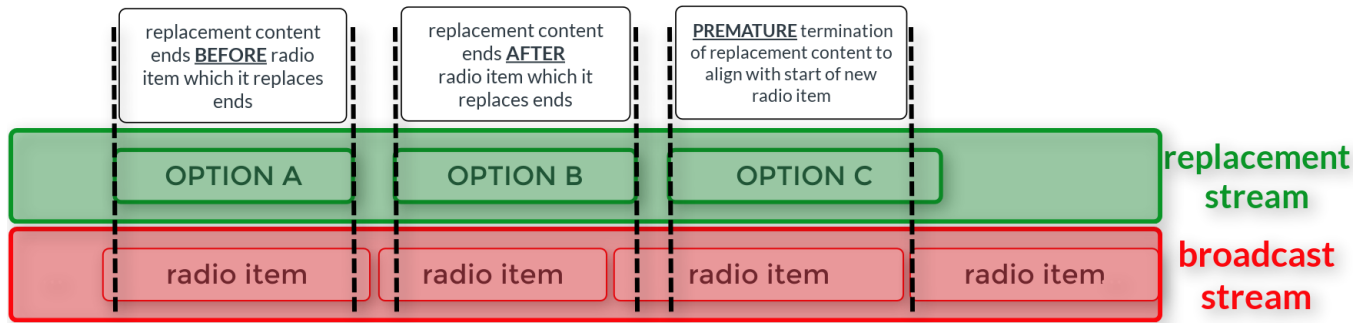 replacement content
ends BEFORE radio
item which it replaces
ends
replacement content
ends AFTER
radio item which it
replaces ends
PREMATURE termination
of replacement content to
align with start of new
radio item
OPTION A
OPTION B
OPTION C
replacement
stream
radio item
radio item
radio item
radio item
broadcast
stream